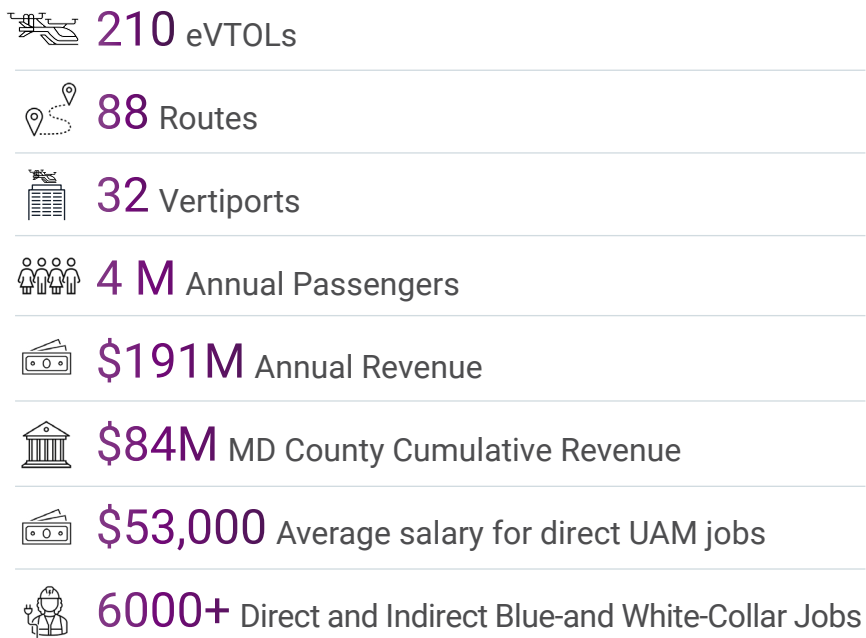 210 eVTOLs
88 Routes
32 Vertiports
4 M Annual Passengers
$191M Annual Revenue
$84M MD County Cumulative Revenue
$53,000 Average salary for direct UAM jobs
6000+ Direct and Indirect Blue-and White-Collar Jobs